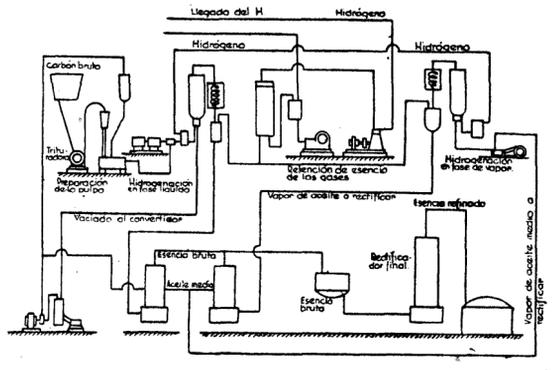 Llegado del H
Hidrógeno
Hidrógeno
Hidrógeno
Carbón bruto
Tritu-
radora
Preparación
de la pulpa
Hidrogenación
en fase líquida
Retención de esencia
de los gases
Hidrogenación
en fase de vapor.
Vaciado al convertidor
Vapor de aceite a rectificar
Esencia refinada
Esencia bruta
Aceite medio
Esencia
bruta
Rectifica-
dor final.
Vapor de aceite medio a
rectificar